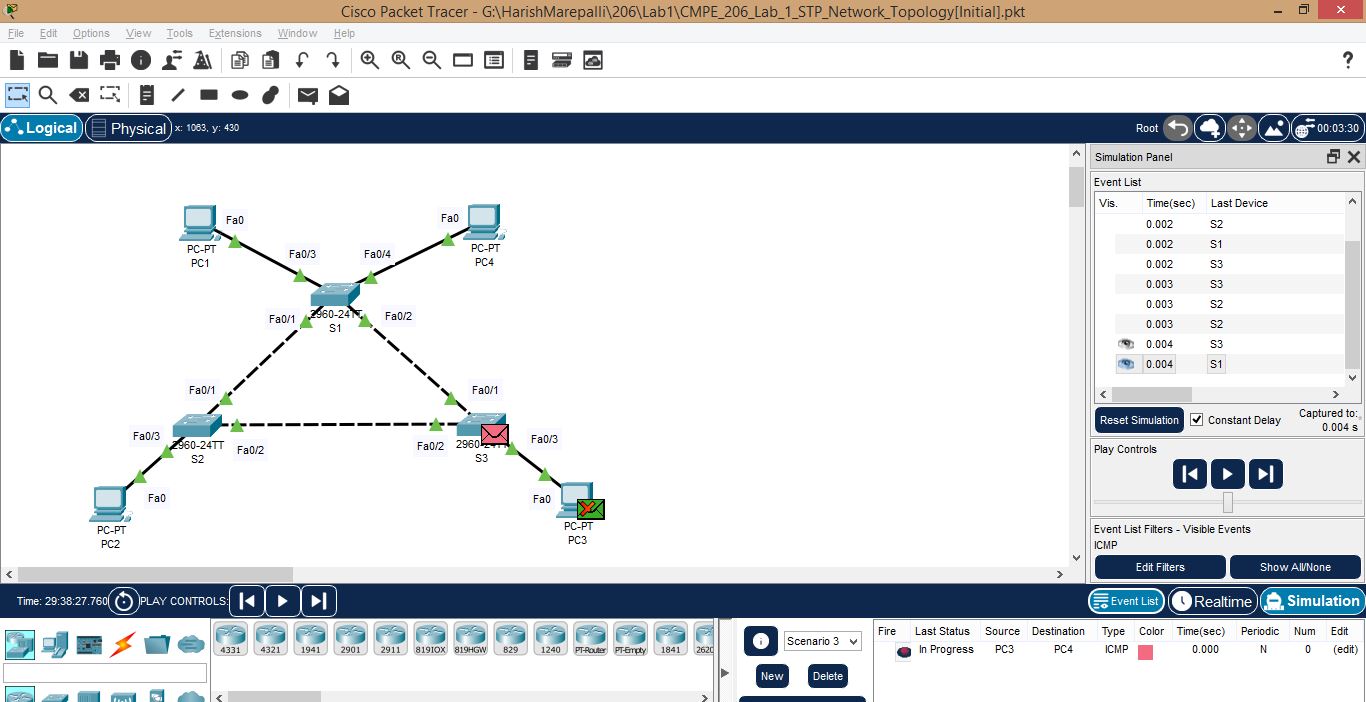 Cisco Packet Tracer - G:\HarishMarepalli\206\Lab1\CMPE_206_Lab_1_STP_Network_Topology[Initial].pkt
File Edit Options View Tools Extensions Window Help
?
Logical Physical x: 1063, y: 430 Root 00:03:30
Simulation Panel
Event List
Vis. Time(sec) Last Device
0.002 S2
0.002 S1
0.002 S3
0.003 S3
0.003 S2
0.003 S2
0.004 S3
0.004 S1
Reset Simulation Constant Delay Captured to: 0.004 s
Play Controls
Event List Filters - Visible Events
ICMP
Edit Filters Show All/None
Fa0 Fa0
PC-PT PC-PT
PC1 PC4
Fa0/3 Fa0/4
2960-24TT
S1
Fa0/1 Fa0/2
Fa0/1 Fa0/1
Fa0/3 2960-24TT Fa0/2 Fa0/2 Fa0/3
S2 S3
Fa0 Fa0
PC-PT PC-PT
PC2 PC3
Time: 29:38:27.760 PLAY CONTROLS: Event List Realtime Simulation
4331 4321 1941 2901 2911 819IOX 819HGW 829 1240 PT-Router PT-Empty 1841 2620
Scenario 3
New Delete
Fire Last Status Source Destination Type Color Time(sec) Periodic Num Edit
In Progress PC3 PC4 ICMP 0.000 N 0 (edit)